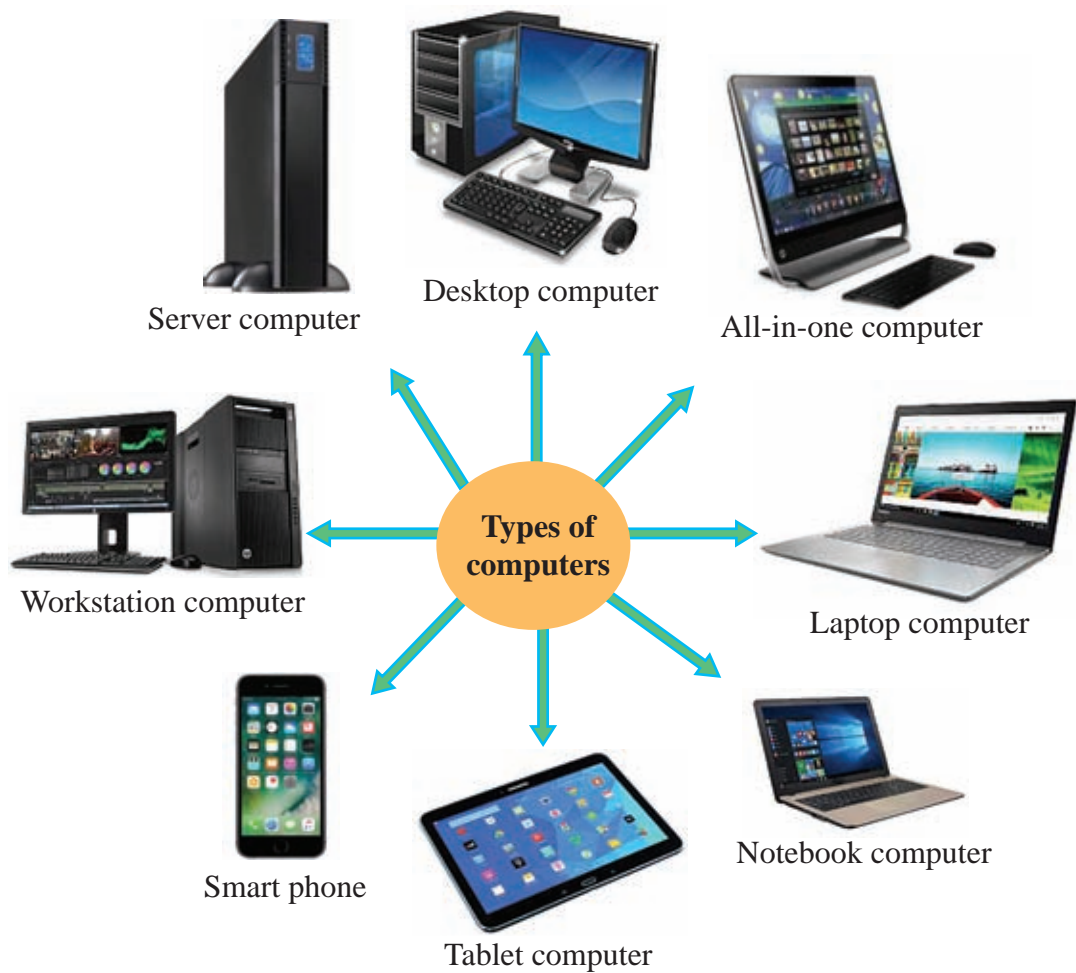 Server computer
Desktop computer
All-in-one computer
Workstation computer
Types of
computers
Laptop computer
Smart phone
Tablet computer
Notebook computer